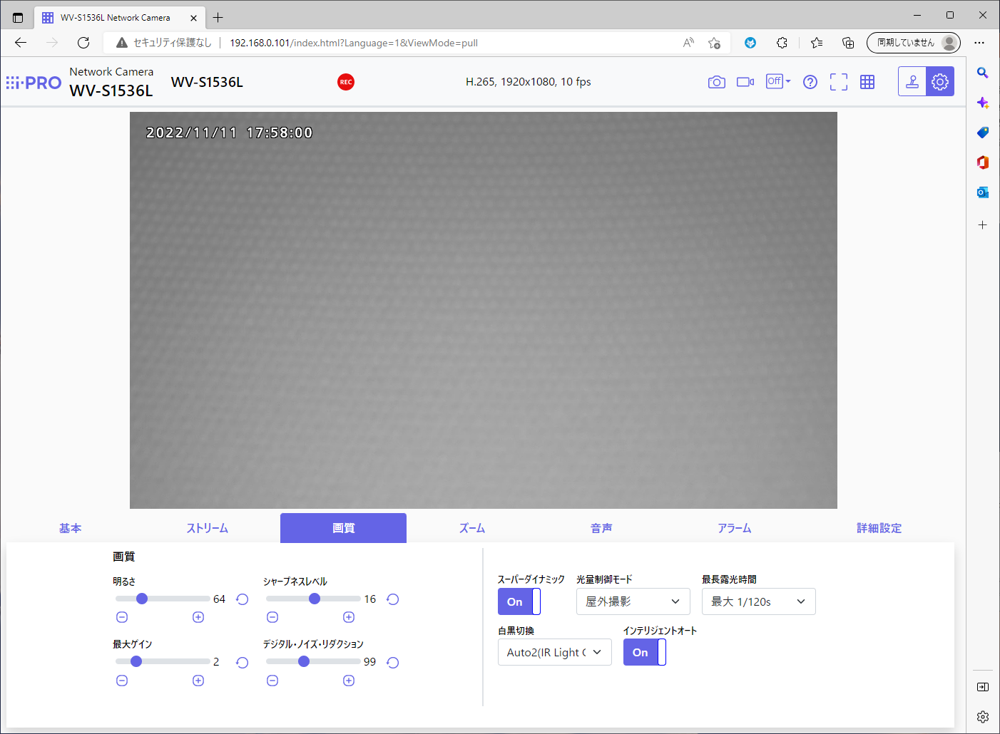 WV-S1536L Network Camera
セキュリティ保護なし
192.168.0.101/index.html?Language=1&ViewMode=pull
同期していません
i-PRO
Network Camera
WV-S1536L
WV-S1536L
REC
H.265, 1920x1080, 10 fps
Off
2022/11/11 17:58:00
基本
ストリーム
画質
ズーム
音声
アラーム
詳細設定
画質
明るさ
64
シャープネスレベル
16
最大ゲイン
2
デジタル・ノイズ・リダクション
99
スーパーダイナミック
On
光量制御モード
屋外撮影
最長露光時間
最大 1/120s
白黒切換
Auto2(IR Light
インテリジェントオート
On